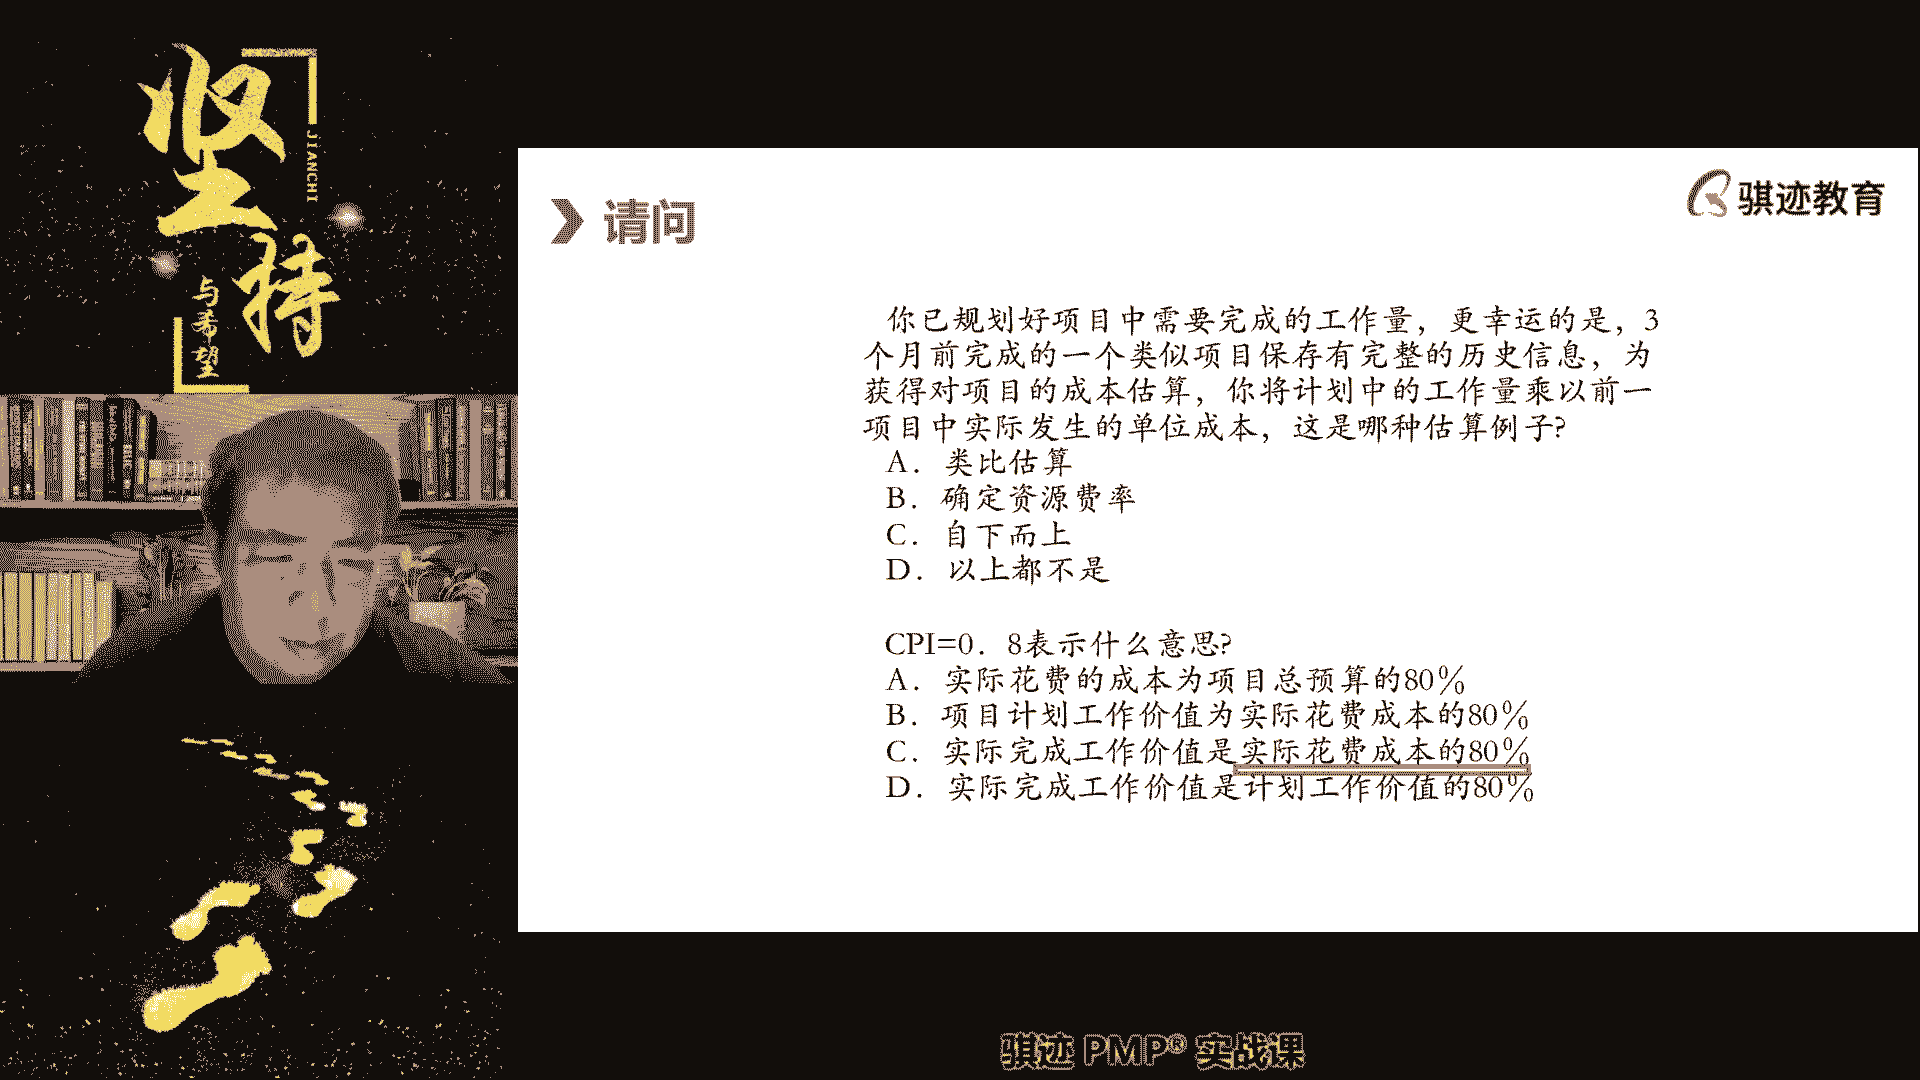 坚持
JIANCHI
与希望
请问
骐迹教育
你已规划好项目中需要完成的工作量，更幸运的是，3
个月前完成的一个类似项目保存有完整的历史信息，为
获得对项目的成本估算，你将计划中的工作量乘以前一
项目中实际发生的单位成本，这是哪种估算例子?
A．类比估算
B．确定资源费率
C．自下而上
D．以上都不是
CPI=0．8表示什么意思?
A．实际花费的成本为项目总预算的80%
B．项目计划工作价值为实际花费成本的80%
C．实际完成工作价值是实际花费成本的80%
D．实际完成工作价值是计划工作价值的80%
骐迹 PMP® 实战课